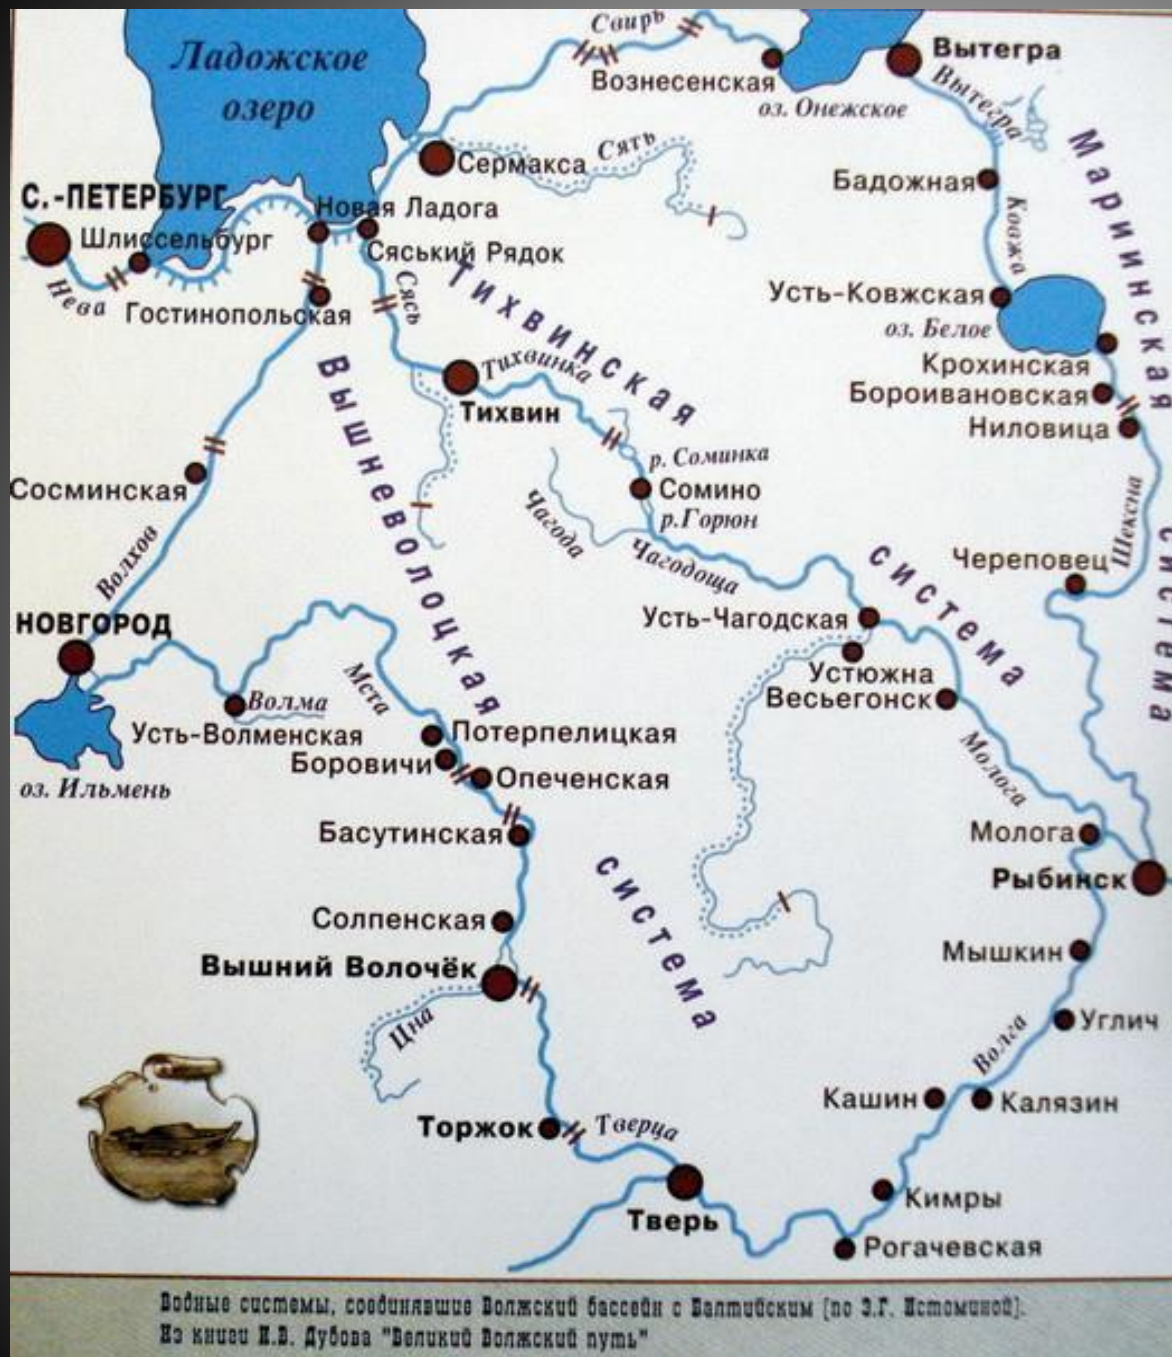 Ладожское
озеро
Свирь
Вознесенская
оз. Онежское
Вытегра
Вытегра
Сермакса
Сять
Бадожная
Ковжа
С.-ПЕТЕРБУРГ
Шлиссельбург
Нева
Новая Ладога
Сяський Рядок
Гостинопольская
Сясь
Усть-Ковжская
оз. Белое
Крохинская
Бороивановская
Ниловица
Мариинская
система
Тихвинская
система
Вышневолоцкая
система
Тихвинка
Тихвин
р. Соминка
Сомино
р.Горюн
Чагода
Чагодоща
Сосминская
Волхов
Шексна
Череповец
НОВГОРОД
оз. Ильмень
Волма
Усть-Волменская
Мста
Усть-Чагодская
Устюжна
Весьегонск
Потерпелицкая
Боровичи
Опеченская
Басутинская
Молога
Молога
Рыбинск
Солпенская
Вышний Волочёк
Цна
Мышкин
Углич
Волга
Кашин
Калязин
Торжок
Тверца
Тверь
Кимры
Рогачевская
Водные системы, соединявшие Волжский бассейн с Балтийским (по Э.Г. Истоминой).
Из книги И.В. Дубова "Великий Волжский путь"